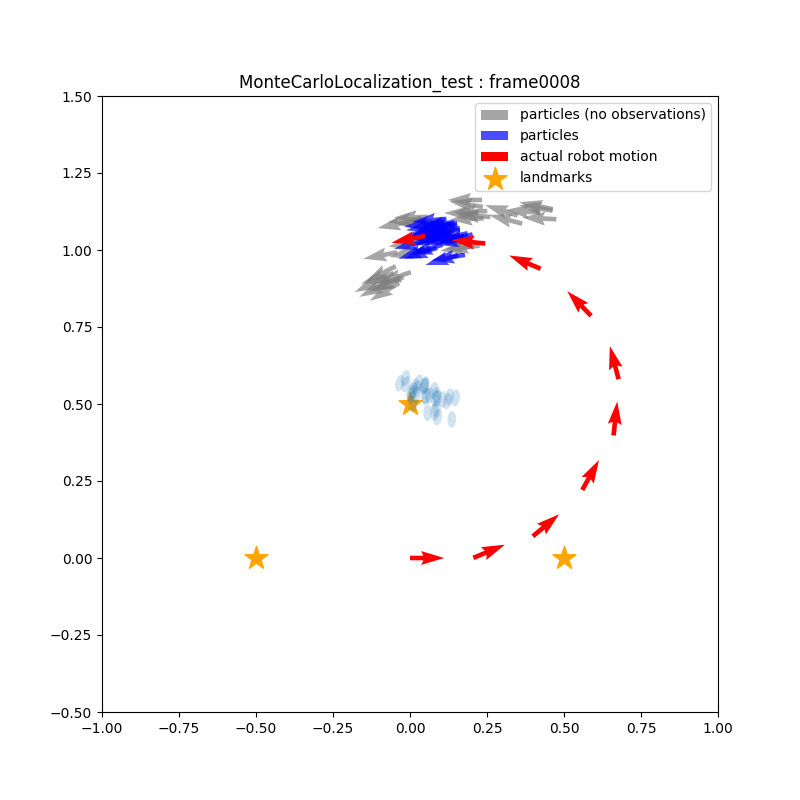 MonteCarloLocalization_test : frame0008
particles (no observations)
particles
actual robot motion
landmarks
1.50
1.25
1.00
0.75
0.50
0.25
0.00
−0.25
−0.50
−1.00 −0.75 −0.50 −0.25 0.00 0.25 0.50 0.75 1.00